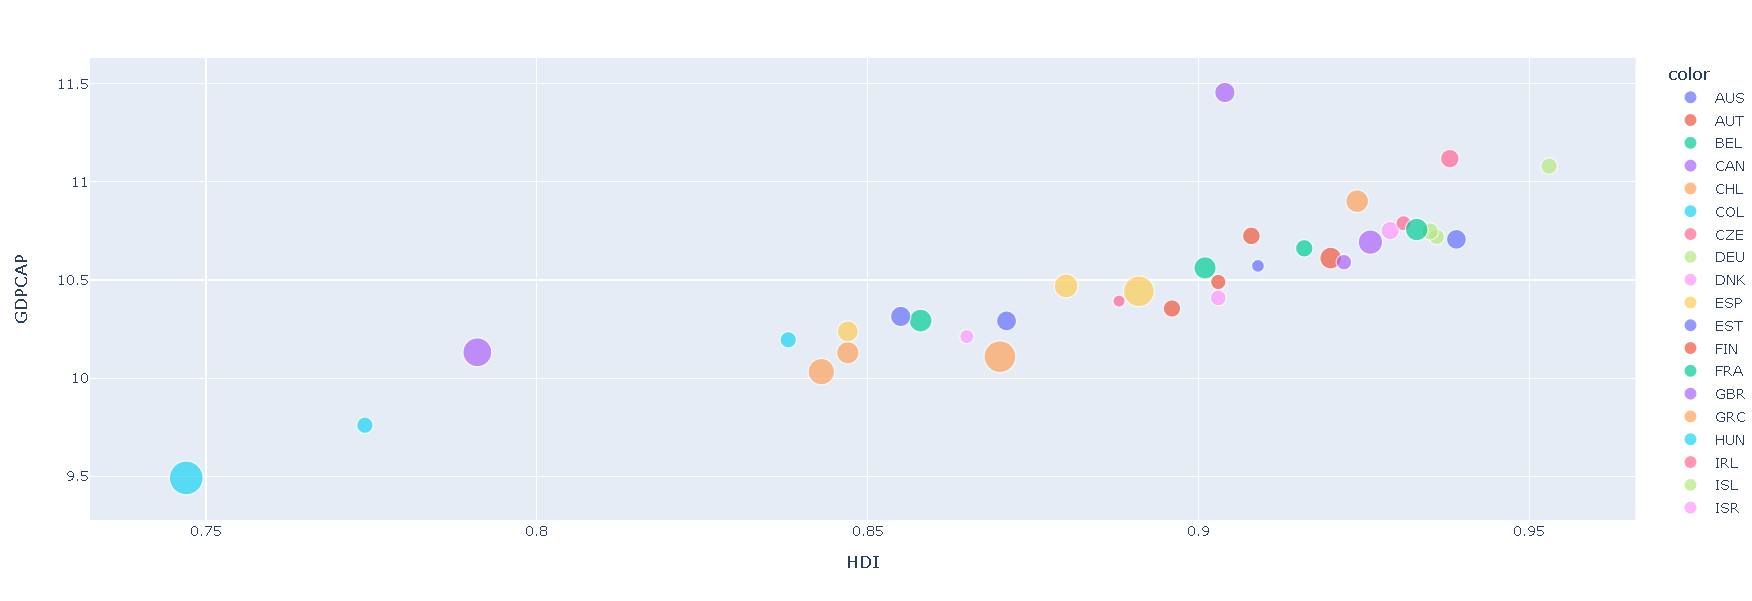 color
AUS
AUT
BEL
CAN
CHL
COL
CZE
DEU
DNK
ESP
EST
FIN
FRA
GBR
GRC
HUN
IRL
ISL
ISR
GDPCAP
11.5
11
10.5
10
9.5
0.75 0.8 0.85 0.9 0.95
HDI